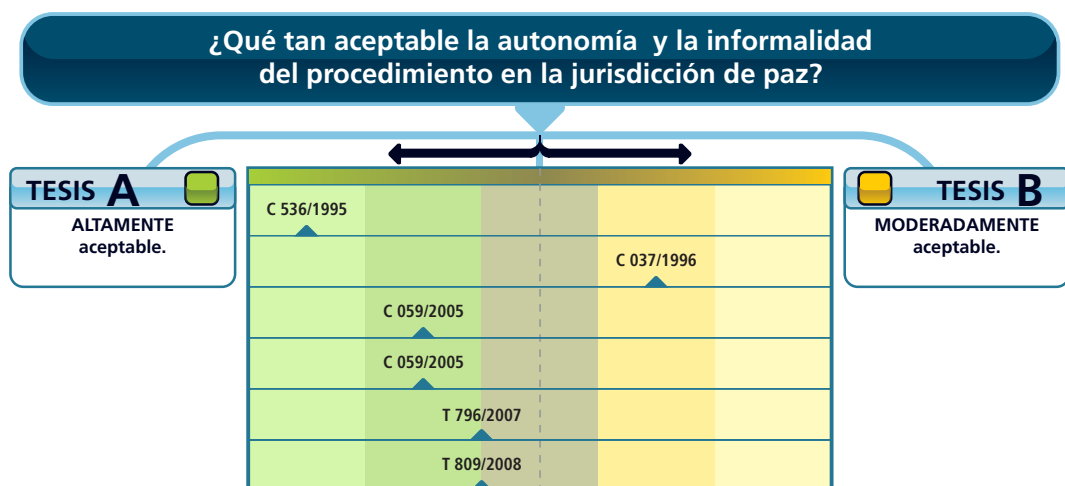 ¿Qué tan aceptable la autonomía y la informalidad
del procedimiento en la jurisdicción de paz?
TESIS A
ALTAMENTE
aceptable.
TESIS B
MODERADAMENTE
aceptable.
C 536/1995
C 037/1996
C 059/2005
C 059/2005
T 796/2007
T 809/2008